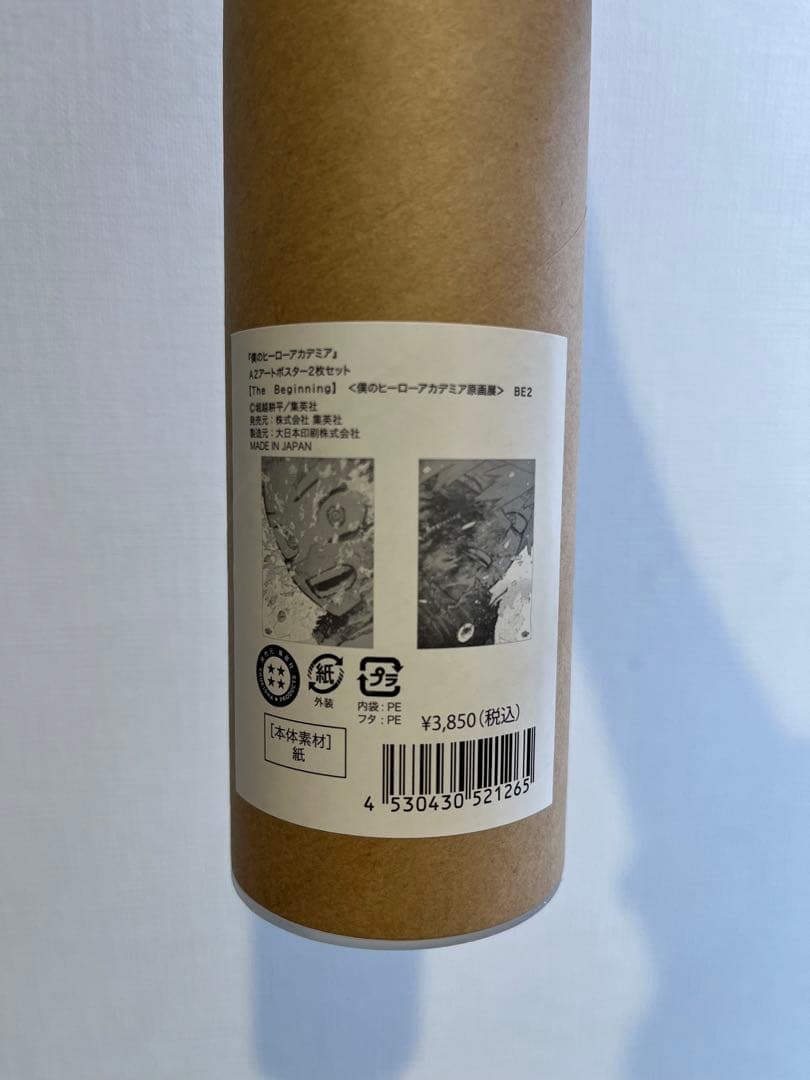 『僕のヒーローアカデミア』
A2アートポスター2枚セット
【The Beginning】 <僕のヒーローアカデミア原画展> BE2
©堀越耕平/集英社
発売元：株式会社 集英社
製造元：大日本印刷株式会社
MADE IN JAPAN
紙
外装
プラ
内袋：PE
フタ：PE
¥3,850(税込)
[本体素材]
紙
4 530430 521265